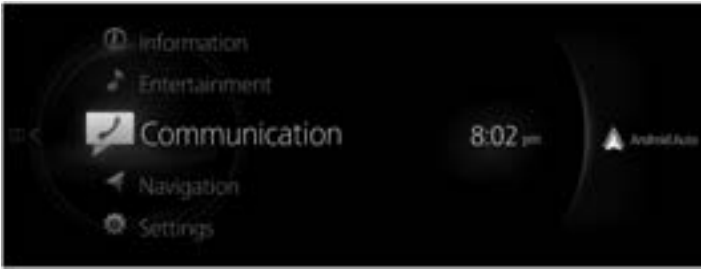 Information
Entertainment
Communication
8:02 pm
Android Auto
Navigation
Settings